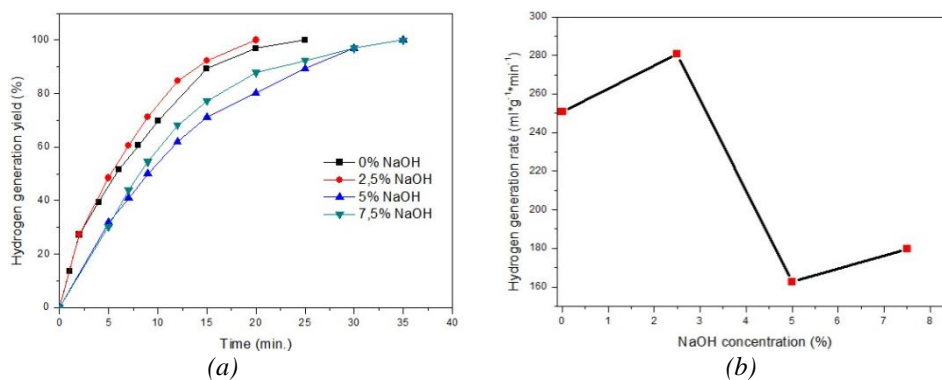 Hydrogen generation yield (%)
100
80
60
40
20
0
0% NaOH
2,5% NaOH
5% NaOH
7,5% NaOH
0 5 10 15 20 25 30 35 40
Time (min.)
(a)
Hydrogen generation rate (ml*g⁻¹*min⁻¹)
300
280
260
240
220
200
180
160
0 1 2 3 4 5 6 7 8
NaOH concentration (%)
(b)